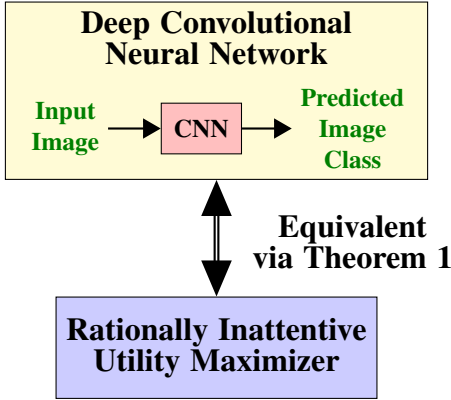 Deep Convolutional
Neural Network
Input
Image
CNN
Predicted
Image
Class
Equivalent
via Theorem 1
Rationally Inattentive
Utility Maximizer